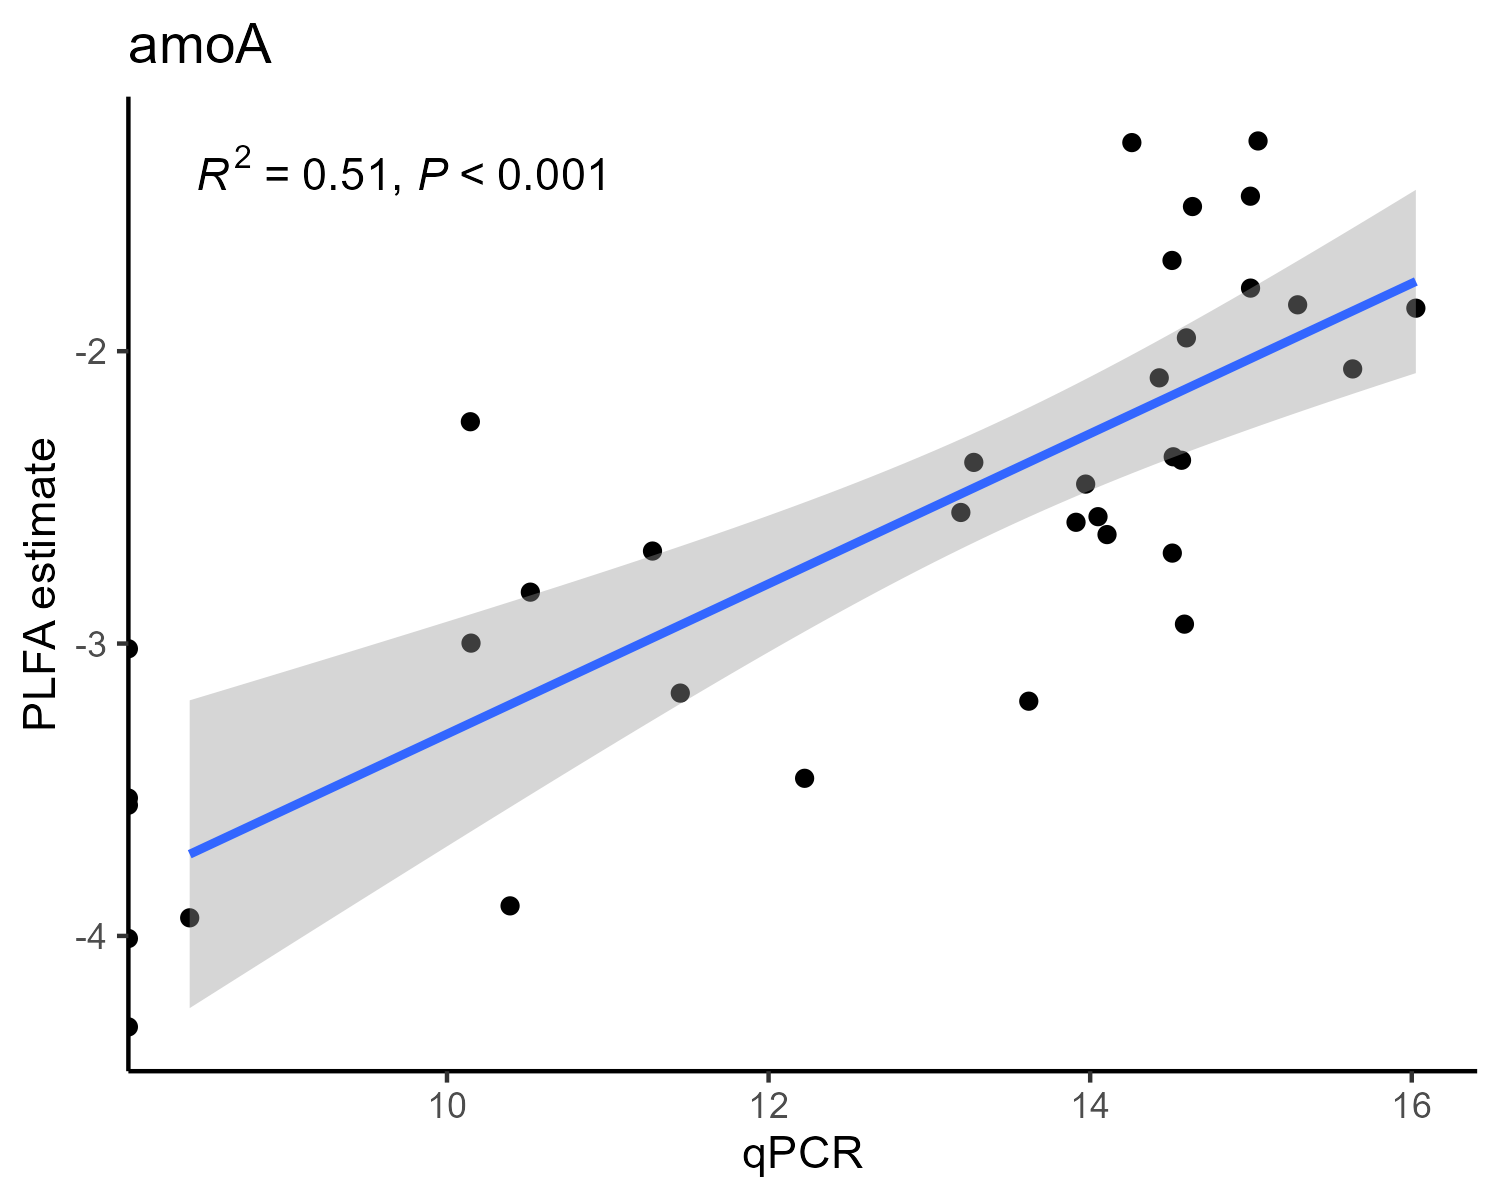 amoA
R² = 0.51, P < 0.001
PLFA estimate
-2
-3
-4
10 12 14 16
qPCR